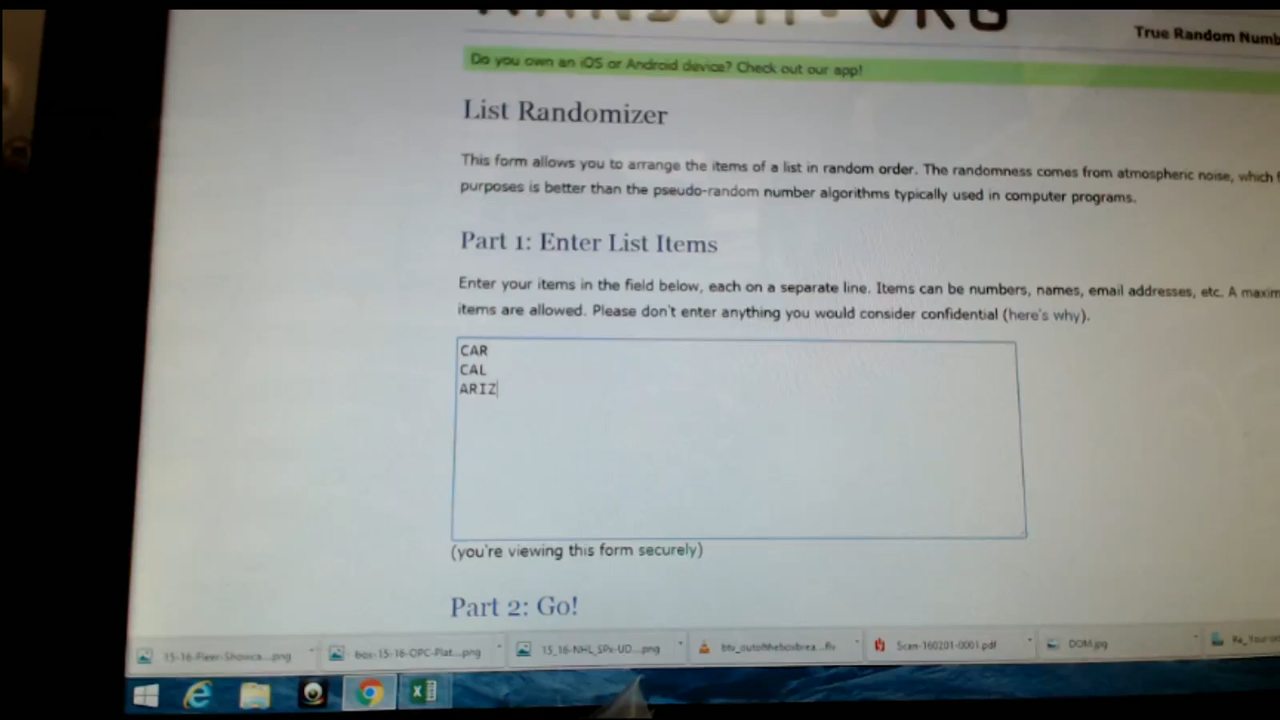 RANDOM.ORG
True Random Numb
Do you own an iOS or Android device? Check out our app!
List Randomizer
This form allows you to arrange the items of a list in random order. The randomness comes from atmospheric noise, which f
purposes is better than the pseudo-random number algorithms typically used in computer programs.
Part 1: Enter List Items
Enter your items in the field below, each on a separate line. Items can be numbers, names, email addresses, etc. A maxim
items are allowed. Please don't enter anything you would consider confidential (here's why).
CAR
CAL
ARIZ
(you're viewing this form securely)
Part 2: Go!
15-16-Fleer-Showca....png box-15-16-OPC-Plat....png 15_16-NHL_SPx-UD....png btv_outoftheboxbrea....flv Scan-160201-0001.pdf DOM.jpg